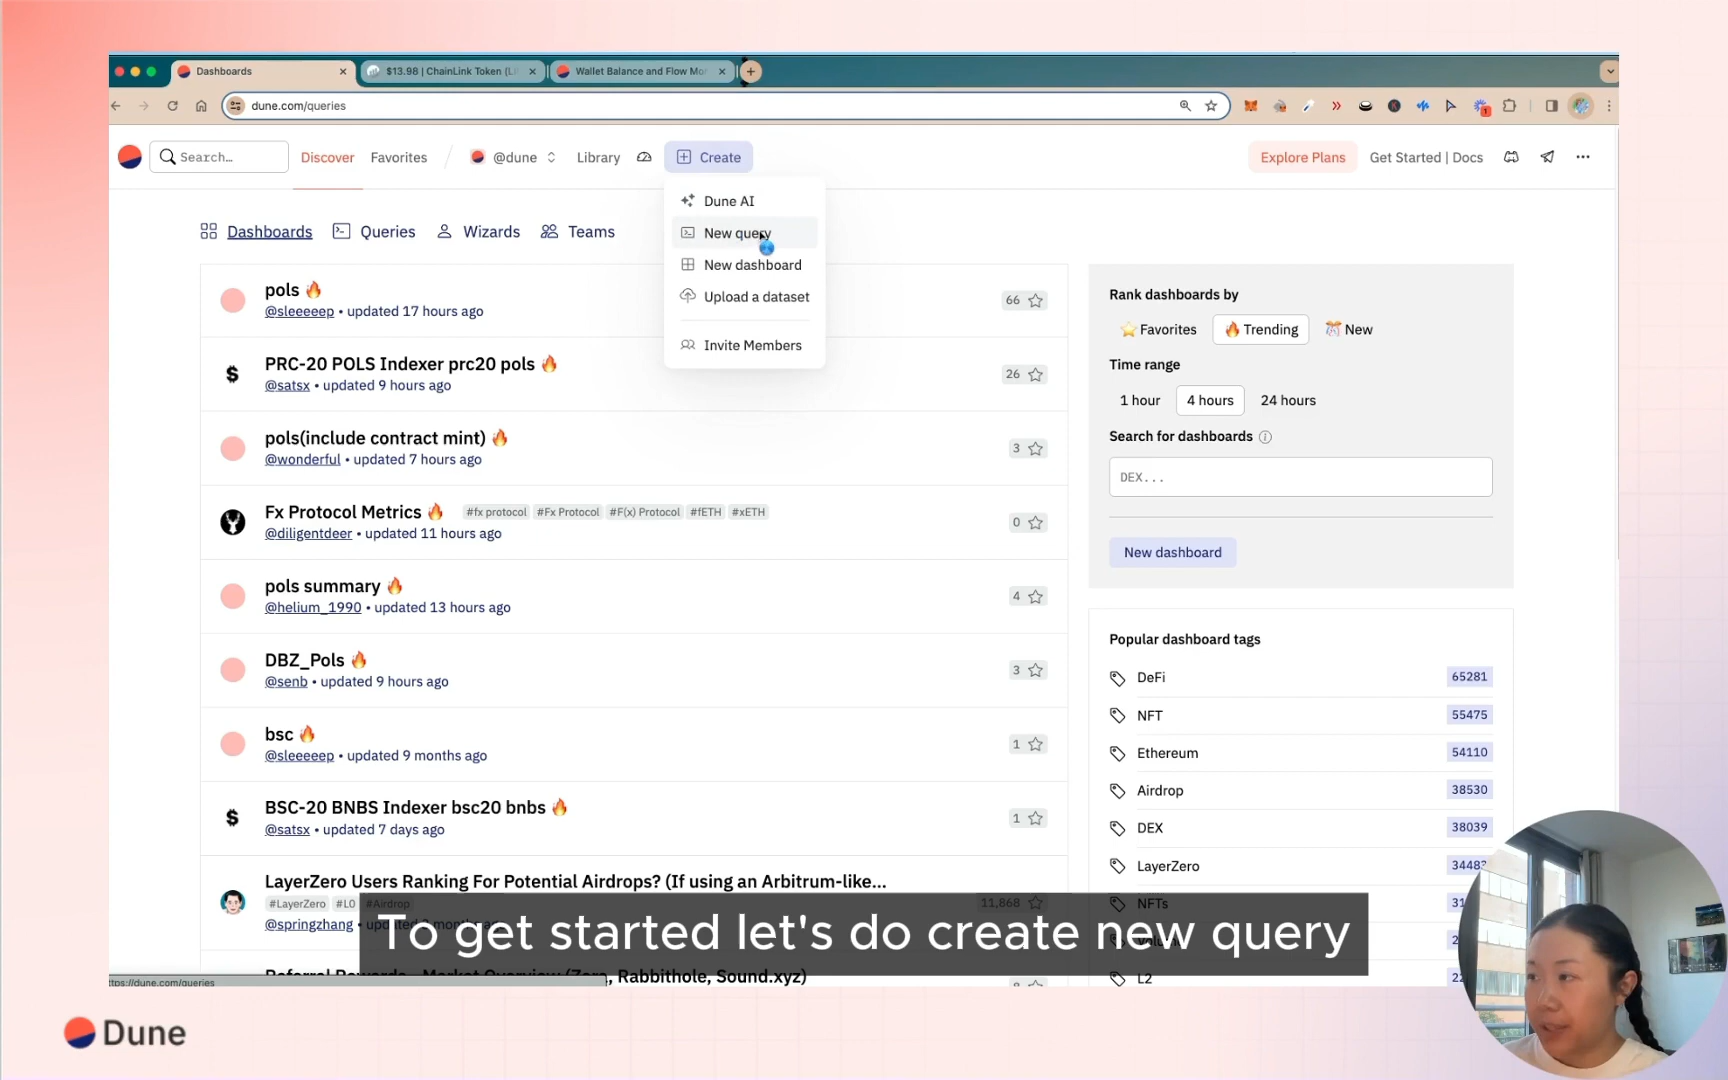 Dashboards
$13.98 | ChainLink Token (LI
Wallet Balance and Flow Mo
dune.com/queries
Search...
Discover
Favorites
@dune
Library
Create
Explore Plans
Get Started | Docs
Dune AI
New query
New dashboard
Upload a dataset
Invite Members
Dashboards
Queries
Wizards
Teams
pols
@sleeeeep • updated 17 hours ago
66
PRC-20 POLS Indexer prc20 pols
@satsx • updated 9 hours ago
26
pols(include contract mint)
@wonderful • updated 7 hours ago
3
Fx Protocol Metrics
#fx protocol #Fx Protocol #F(x) Protocol #fETH #xETH
@diligentdeer • updated 11 hours ago
0
pols summary
@helium_1990 • updated 13 hours ago
4
DBZ_Pols
@senb • updated 9 hours ago
3
bsc
@sleeeeep • updated 9 months ago
1
BSC-20 BNBS Indexer bsc20 bnbs
@satsx • updated 7 days ago
1
LayerZero Users Ranking For Potential Airdrops? (If using an Arbitrum-like...
#LayerZero #L0 #Airdrop
@springzhang
11,868
, Rabbithole, Sound.xyz)
Rank dashboards by
Favorites
Trending
New
Time range
1 hour
4 hours
24 hours
Search for dashboards
DEX...
New dashboard
Popular dashboard tags
DeFi 65281
NFT 55475
Ethereum 54110
Airdrop 38530
DEX 38039
LayerZero 3448
NFTs 31
L2 22
ttps://dune.com/queries
To get started let's do create new query
Dune